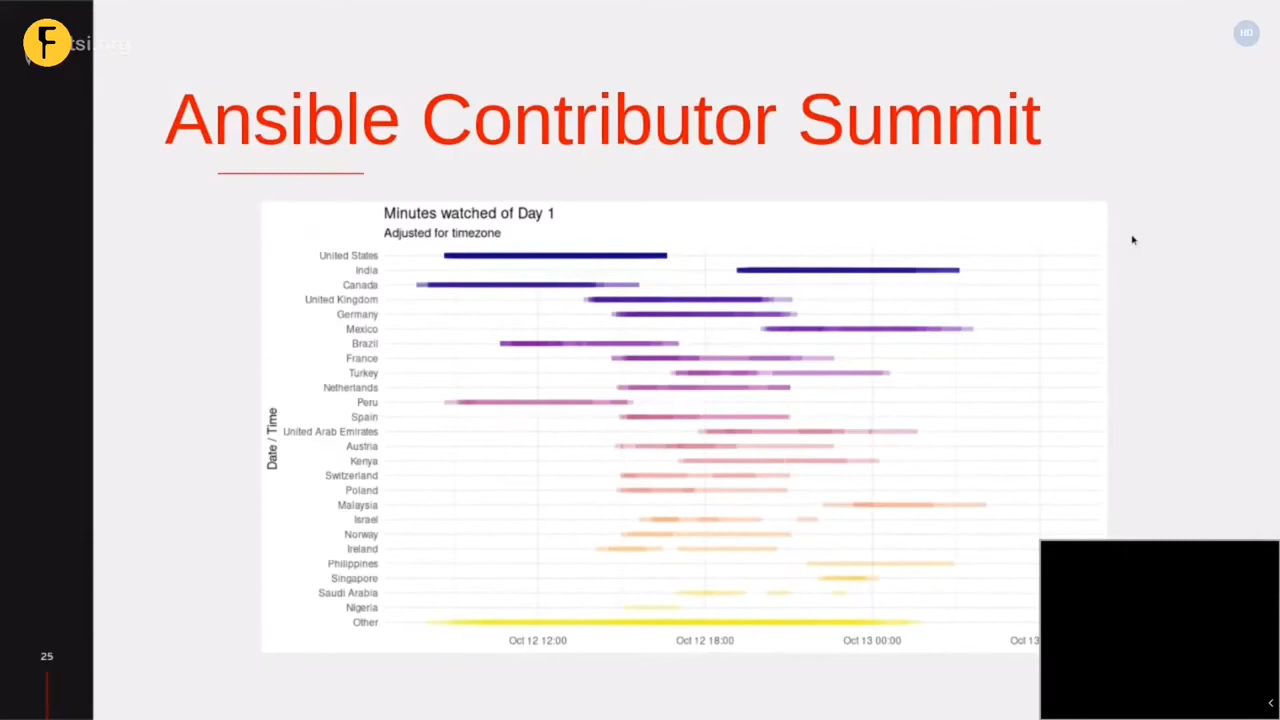 HD
Ansible Contributor Summit
Minutes watched of Day 1
Adjusted for timezone
United States
India
Canada
United Kingdom
Germany
Mexico
Brazil
France
Turkey
Netherlands
Peru
Spain
United Arab Emirates
Austria
Kenya
Switzerland
Poland
Malaysia
Israel
Norway
Ireland
Philippines
Singapore
Saudi Arabia
Nigeria
Other
Date / Time
Oct 12 12:00
Oct 12 18:00
Oct 13 00:00
Oct 13
25